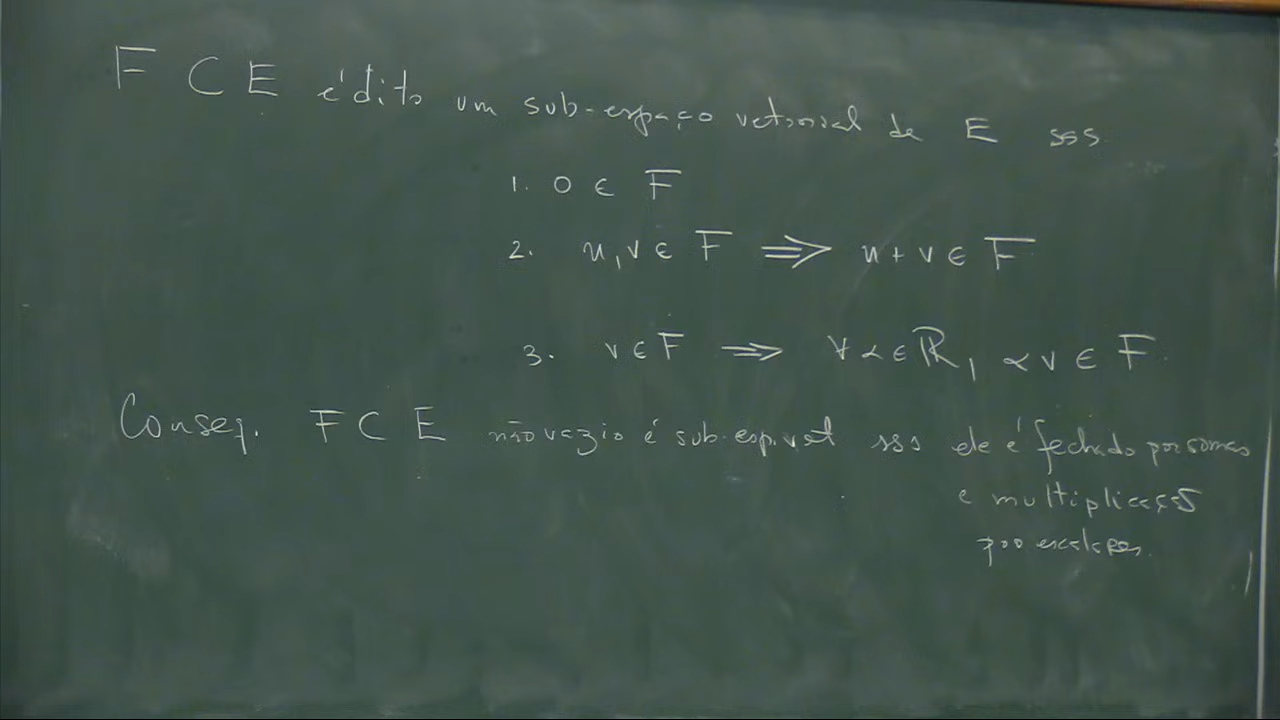 F ⊂ E é dito um sub-espaço vetorial de E sss
1. 0 ∈ F
2. u, v ∈ F ⟹ u + v ∈ F
3. v ∈ F ⟹ ∀ α ∈ ℝ, α v ∈ F.
Conseq. F ⊂ E não vazio é sub-esp. vet sss ele é fechado por somas
e multiplicação
por escalares.